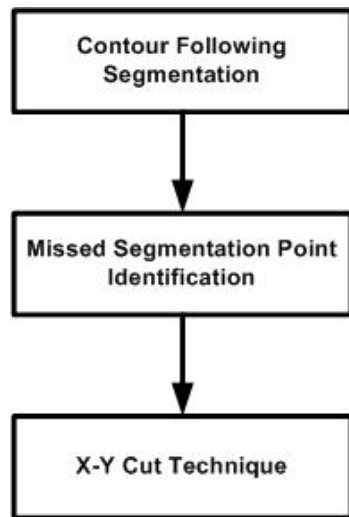 Contour Following
Segmentation
Missed Segmentation Point
Identification
X-Y Cut Technique